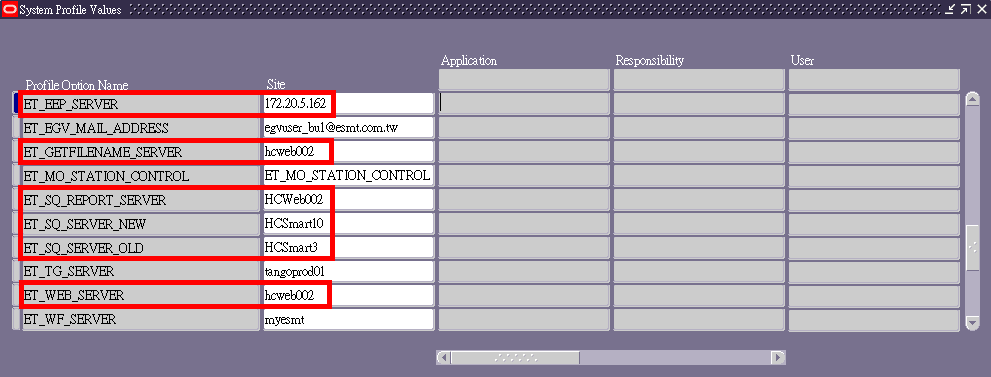 System Profile Values
Application Responsibility User
Profile Option Name Site
ET_EEP_SERVER 172.20.5.162
ET_EGV_MAIL_ADDRESS egvuser_bu1@esmt.com.tw
ET_GETFILENAME_SERVER hcweb002
ET_MO_STATION_CONTROL ET_MO_STATION_CONTROL
ET_SQ_REPORT_SERVER HCWeb002
ET_SQ_SERVER_NEW HCSmart10
ET_SQ_SERVER_OLD HCSmart3
ET_TG_SERVER tangoprod01
ET_WEB_SERVER hcweb002
ET_WF_SERVER myesmt